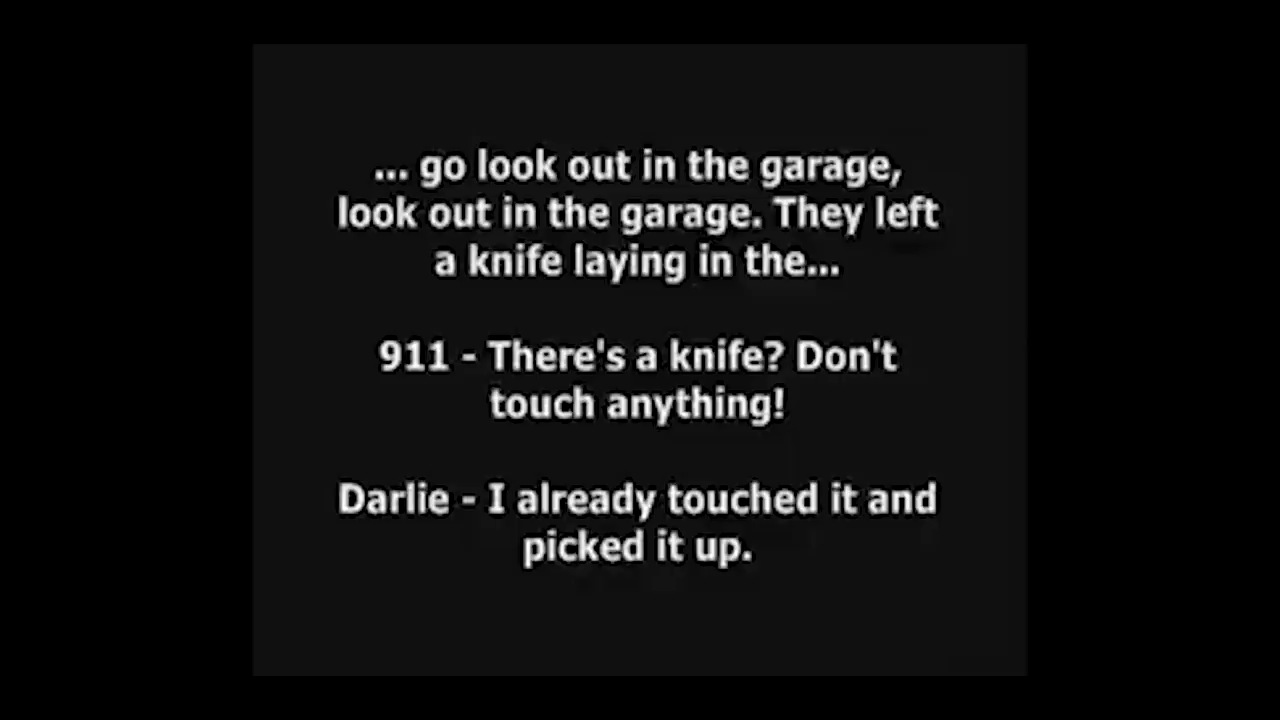 ... go look out in the garage,
look out in the garage. They left
a knife laying in the...
911 - There's a knife? Don't
touch anything!
Darlie - I already touched it and
picked it up.